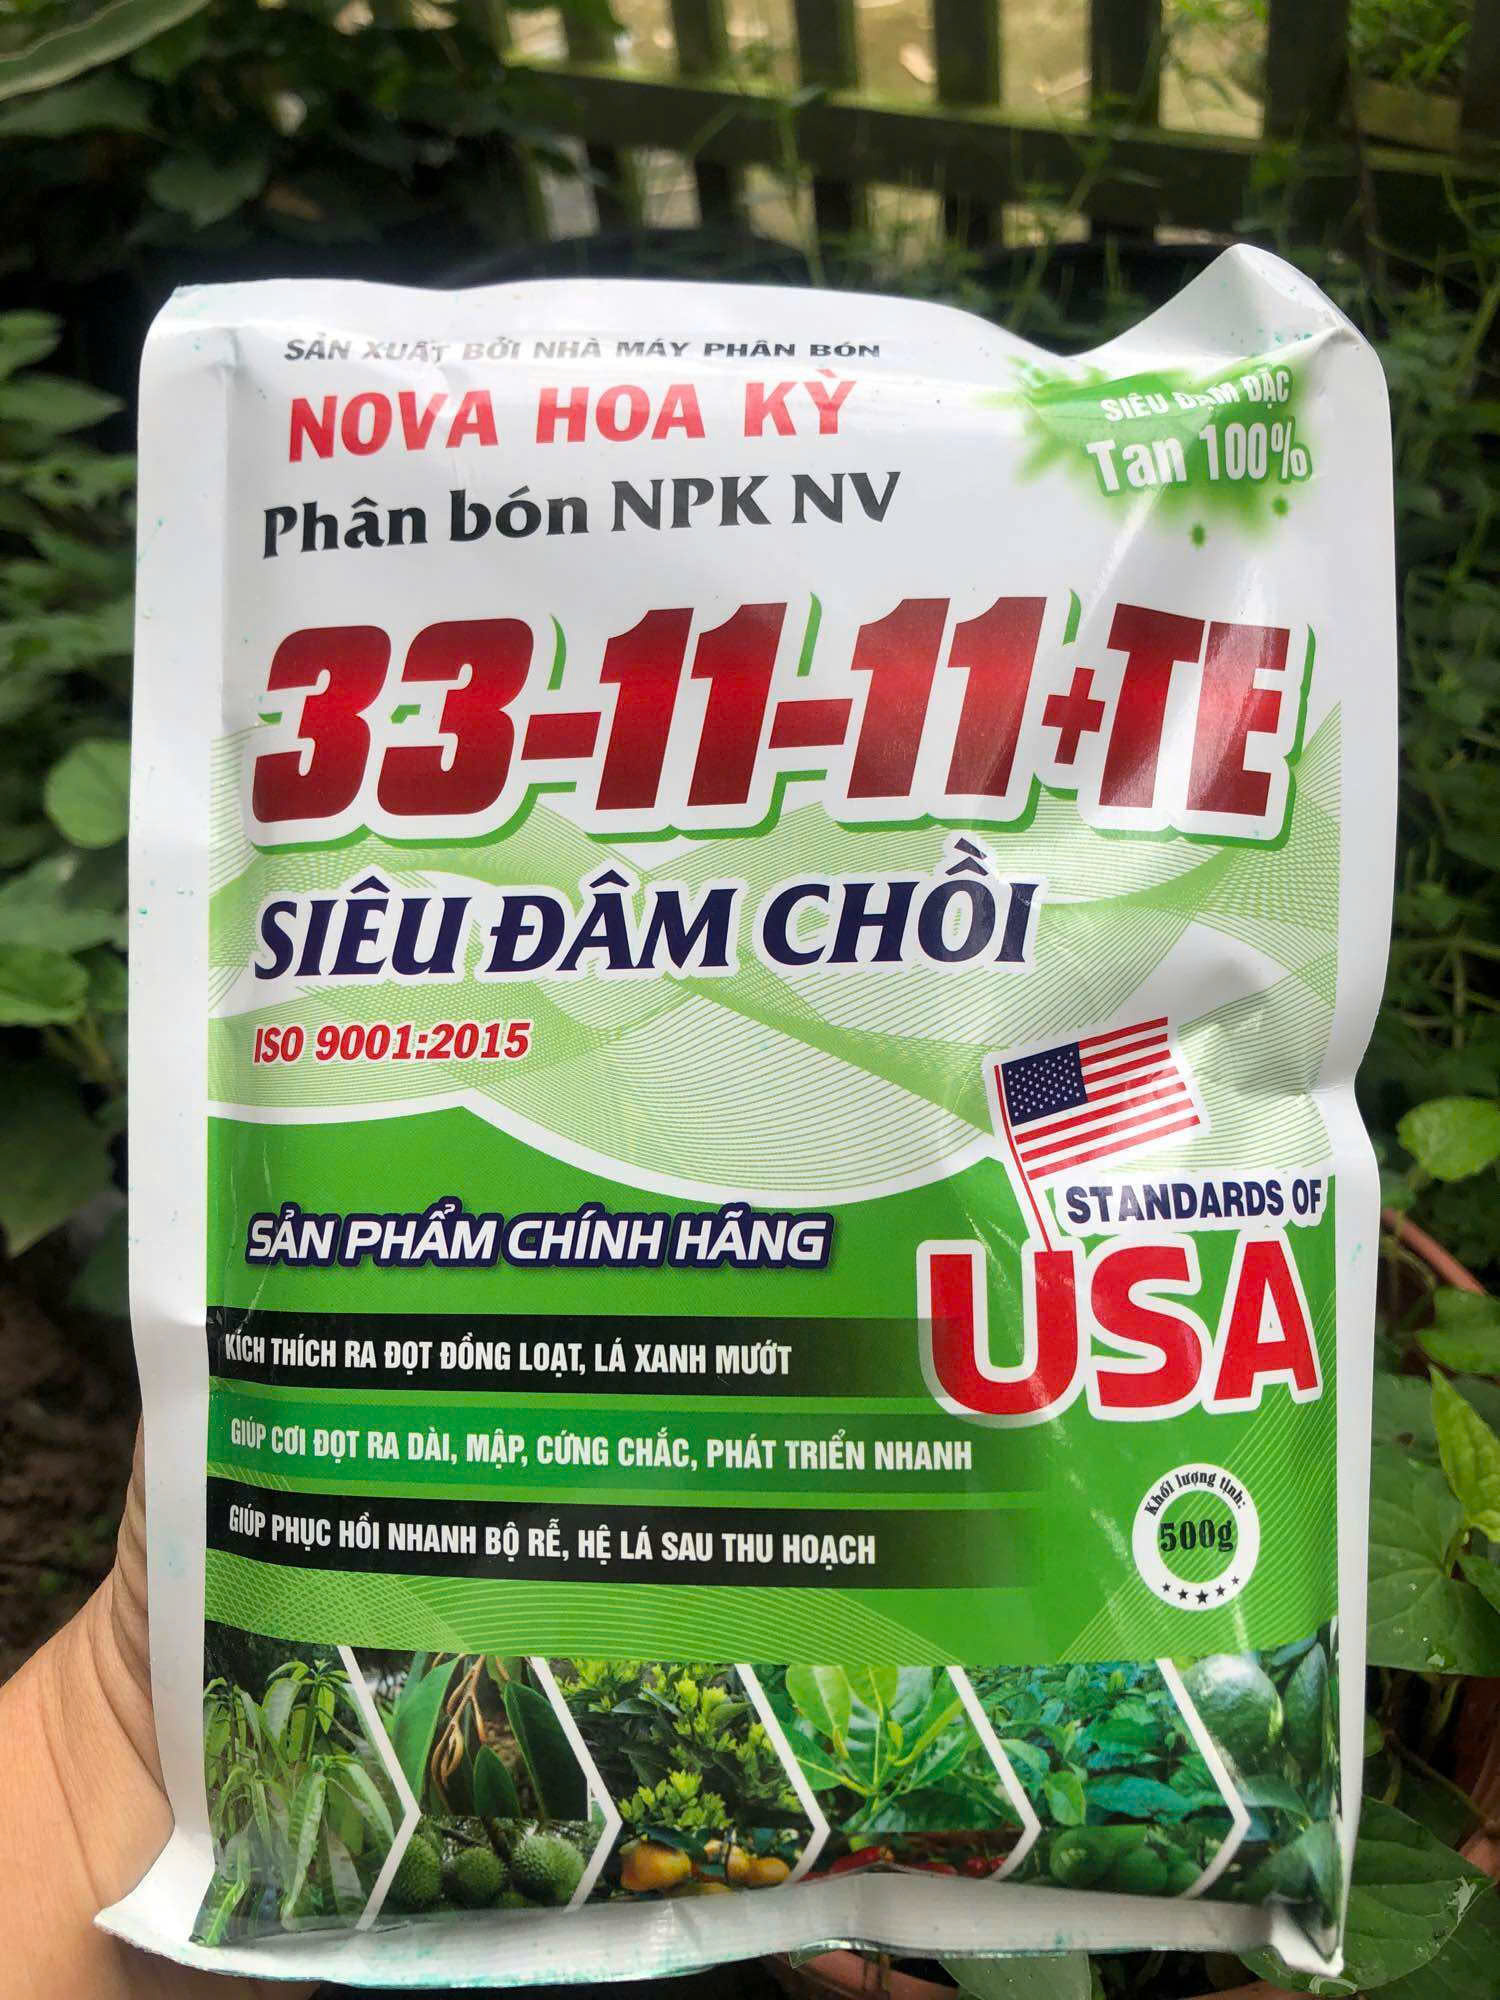 SẢN XUẤT BỞI NHÀ MÁY PHÂN BÓN
NOVA HOA KỲ
SIÊU ĐẬM ĐẶC
Tan 100%
Phân bón NPK NV
33-11-11+TE
SIÊU ĐÂM CHỒI
ISO 9001:2015
STANDARDS OF
USA
SẢN PHẨM CHÍNH HÃNG
KÍCH THÍCH RA ĐỌT ĐỒNG LOẠT, LÁ XANH MƯỚT
GIÚP CƠI ĐỌT RA DÀI, MẬP, CỨNG CHẮC, PHÁT TRIỂN NHANH
GIÚP PHỤC HỒI NHANH BỘ RỄ, HỆ LÁ SAU THU HOẠCH
Khối lượng tịnh:
500g